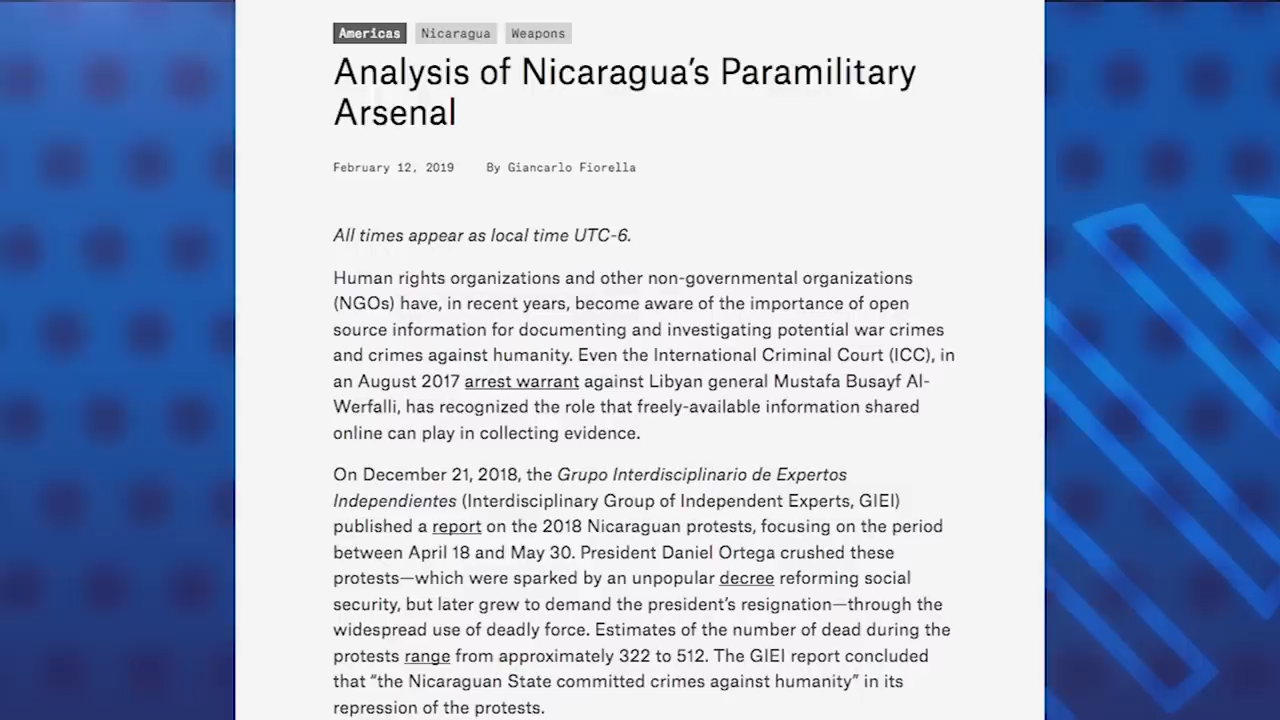 Americas Nicaragua Weapons
Analysis of Nicaragua's Paramilitary
Arsenal
February 12, 2019 By Giancarlo Fiorella
All times appear as local time UTC-6.
Human rights organizations and other non-governmental organizations
(NGOs) have, in recent years, become aware of the importance of open
source information for documenting and investigating potential war crimes
and crimes against humanity. Even the International Criminal Court (ICC), in
an August 2017 arrest warrant against Libyan general Mustafa Busayf Al-
Werfalli, has recognized the role that freely-available information shared
online can play in collecting evidence.
On December 21, 2018, the Grupo Interdisciplinario de Expertos
Independientes (Interdisciplinary Group of Independent Experts, GIEI)
published a report on the 2018 Nicaraguan protests, focusing on the period
between April 18 and May 30. President Daniel Ortega crushed these
protests—which were sparked by an unpopular decree reforming social
security, but later grew to demand the president's resignation—through the
widespread use of deadly force. Estimates of the number of dead during the
protests range from approximately 322 to 512. The GIEI report concluded
that "the Nicaraguan State committed crimes against humanity" in its
repression of the protests.